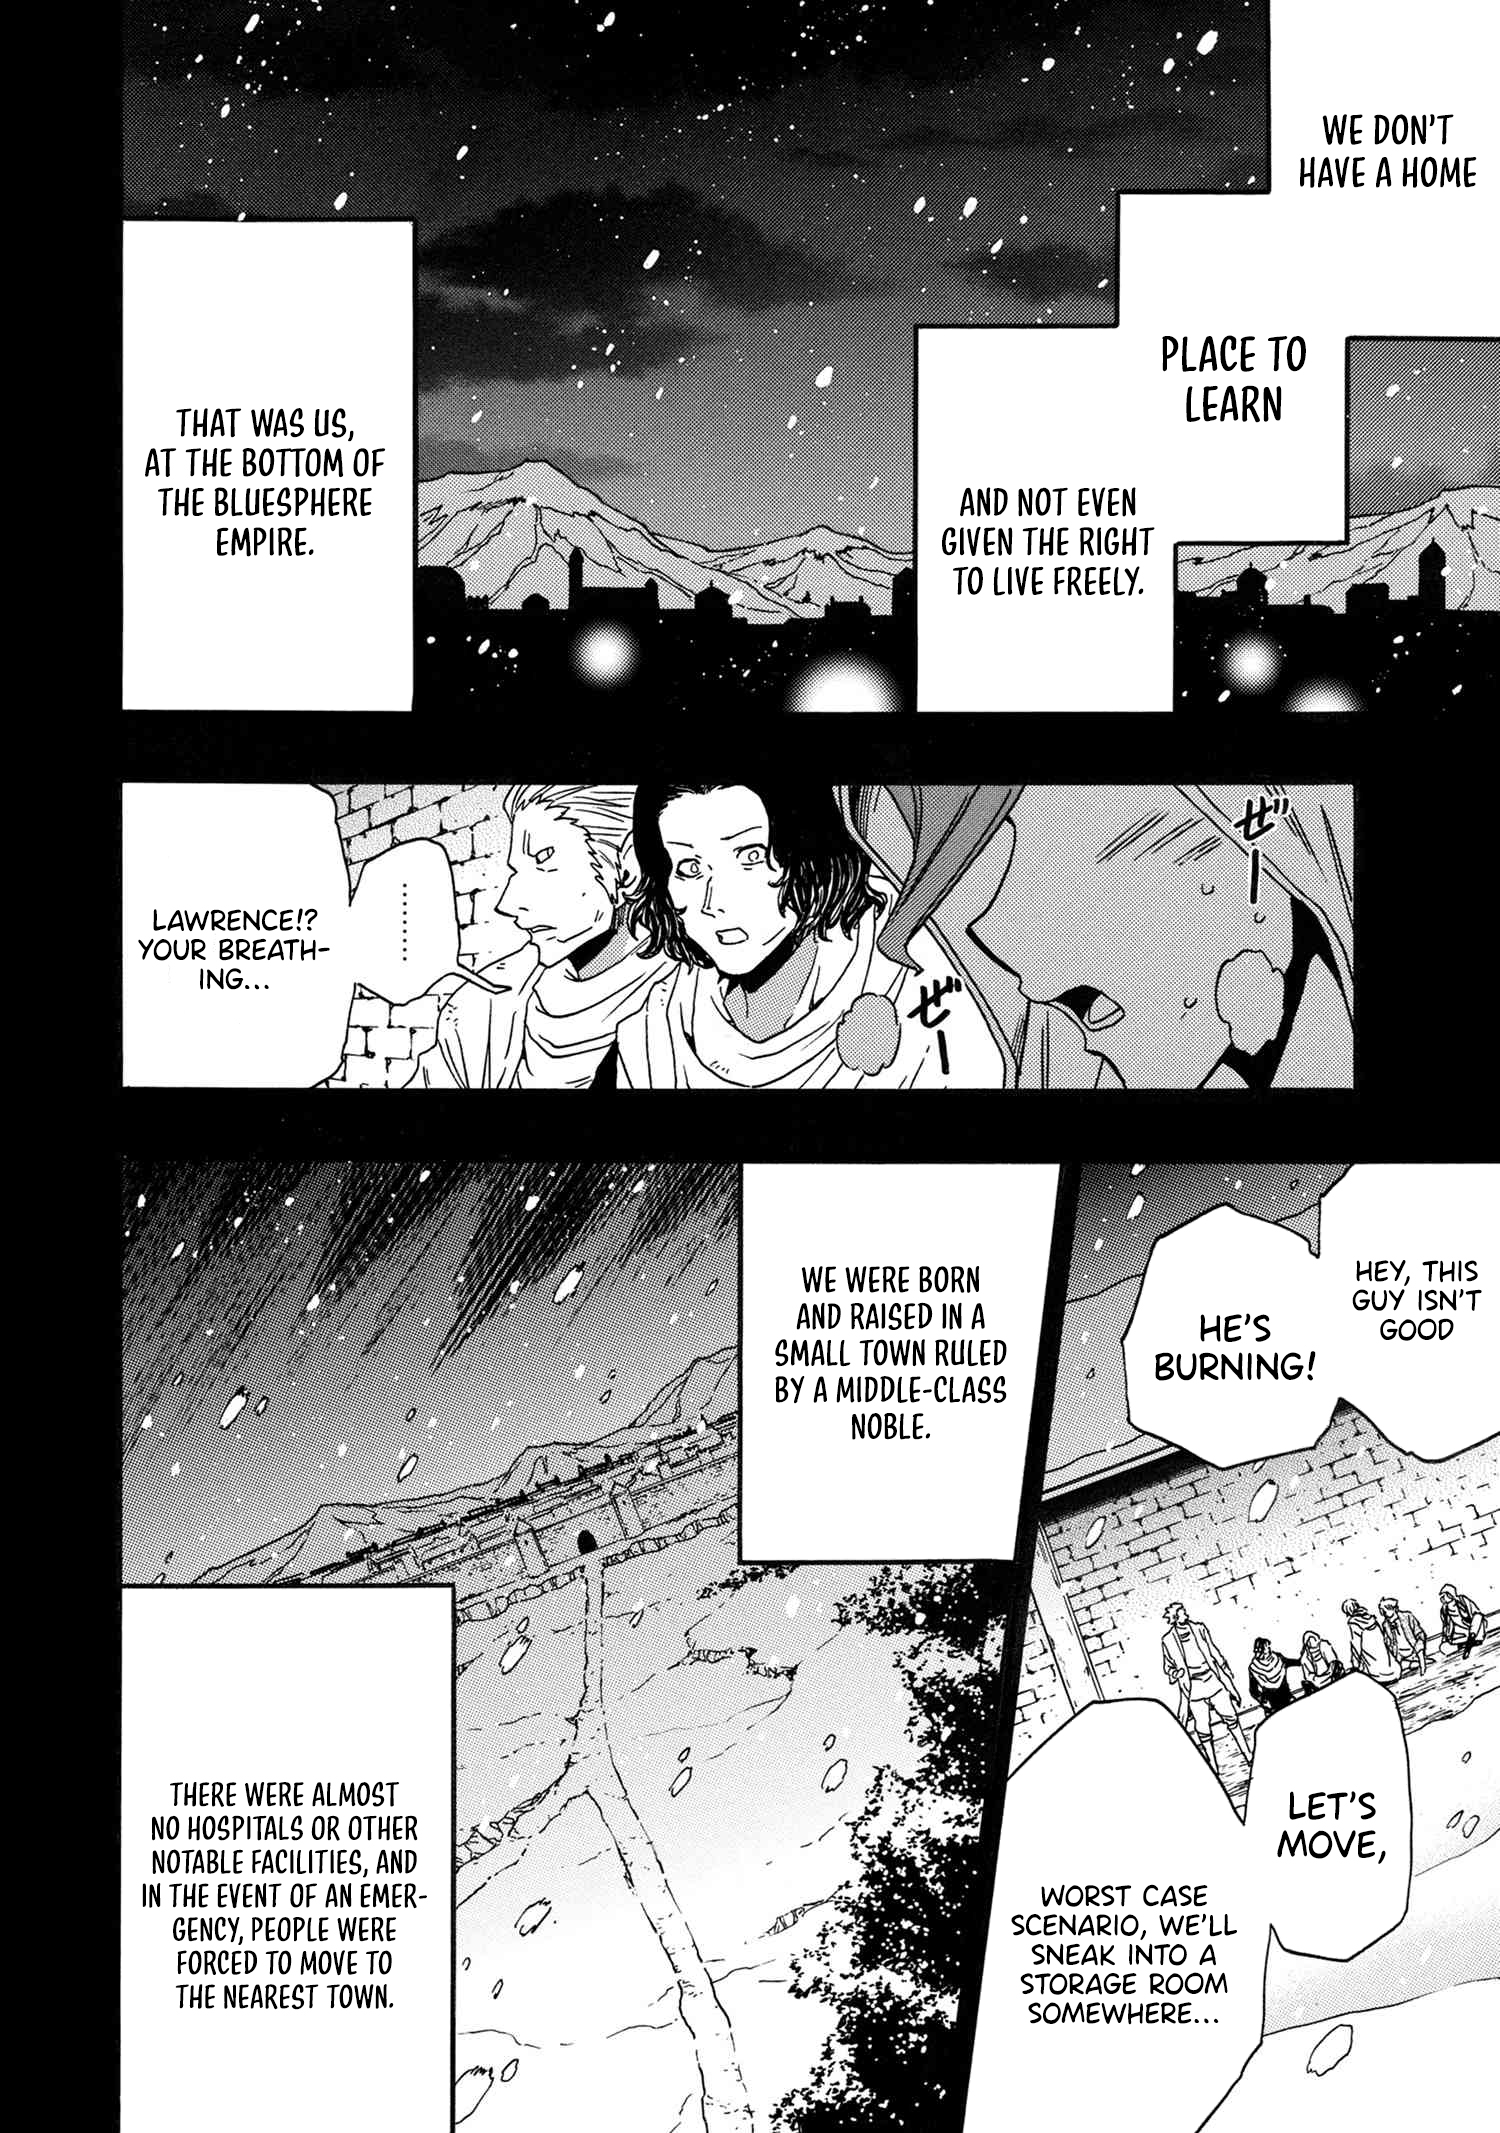 WE DON'T
HAVE A HOME
PLACE TO
LEARN
AND NOT EVEN
GIVEN THE RIGHT
TO LIVE FREELY.
THAT WAS US,
AT THE BOTTOM OF
THE BLUESPHERE
EMPIRE.
ゼー
ゼー
………
LAWRENCE!?
YOUR BREATH-
ING...
HEY, THIS
GUY ISN'T
GOOD
HE'S
BURNING!
LET'S
MOVE,
WORST CASE
SCENARIO, WE'LL
SNEAK INTO A
STORAGE ROOM
SOMEWHERE...
WE WERE BORN
AND RAISED IN A
SMALL TOWN RULED
BY A MIDDLE-CLASS
NOBLE.
THERE WERE ALMOST
NO HOSPITALS OR OTHER
NOTABLE FACILITIES, AND
IN THE EVENT OF AN EMER-
GENCY, PEOPLE WERE
FORCED TO MOVE TO
THE NEAREST TOWN.